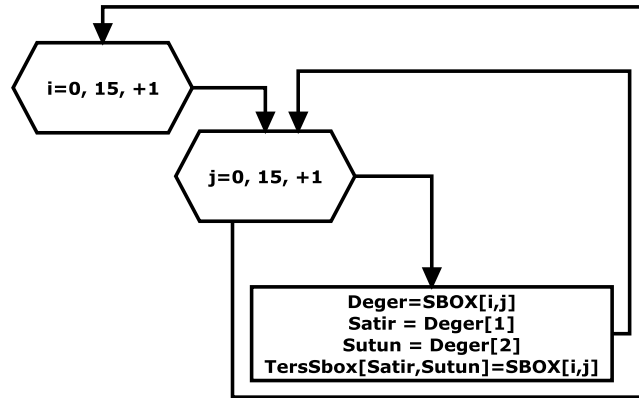 i=0, 15, +1
j=0, 15, +1
Deger=SBOX[i,j]
Satir = Deger[1]
Sutun = Deger[2]
TersSbox[Satir,Sutun]=SBOX[i,j]